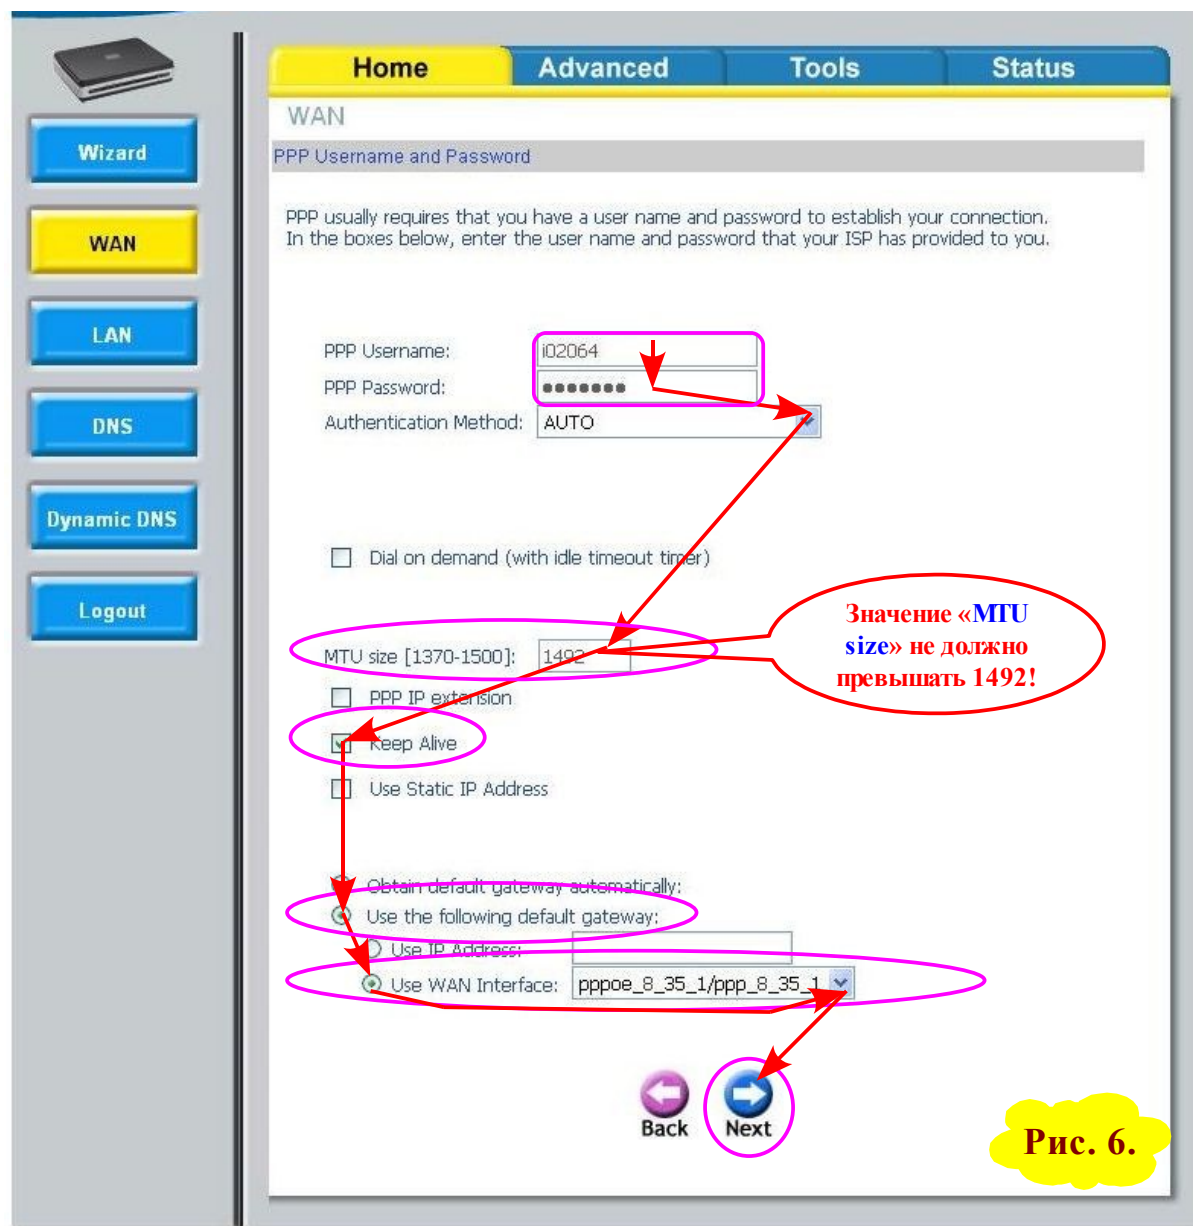 Home Advanced Tools Status
WAN
PPP Username and Password
Wizard
WAN
LAN
DNS
Dynamic DNS
Logout
PPP usually requires that you have a user name and password to establish your connection.
In the boxes below, enter the user name and password that your ISP has provided to you.
PPP Username: i02064
PPP Password: ●●●●●●●
Authentication Method: AUTO
Dial on demand (with idle timeout timer)
Значение «MTU
size» не должно
превышать 1492!
MTU size [1370-1500]: 1492
PPP IP extension
Keep Alive
Use Static IP Address
Obtain default gateway automatically:
Use the following default gateway:
Use IP Address:
Use WAN Interface: pppoe_8_35_1/ppp_8_35_1
Back Next
Рис. 6.